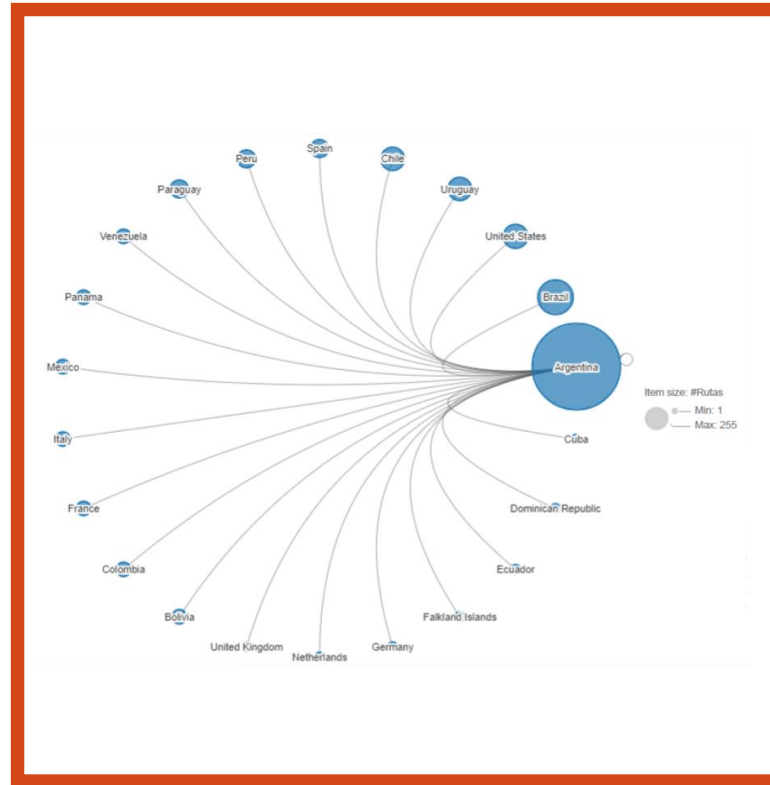 Spain
Peru
Chile
Paraguay
Uruguay
Venezuela
United States
Panama
Brazil
Mexico
Argentina
Item size: #Rutas
Min: 1
Max: 255
Italy
Cuba
France
Dominican Republic
Colombia
Ecuador
Bolivia
Falkland Islands
United Kingdom
Germany
Netherlands